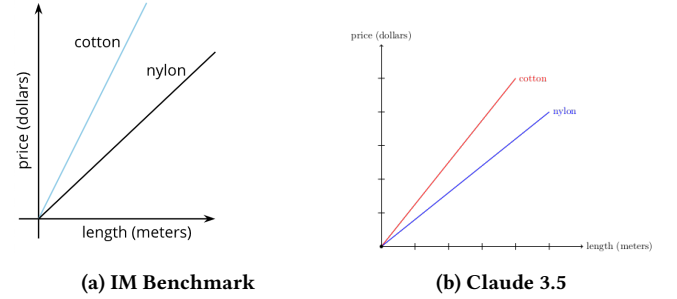 cotton
nylon
price (dollars)
length (meters)
(a) IM Benchmark
price (dollars)
cotton
nylon
length (meters)
(b) Claude 3.5